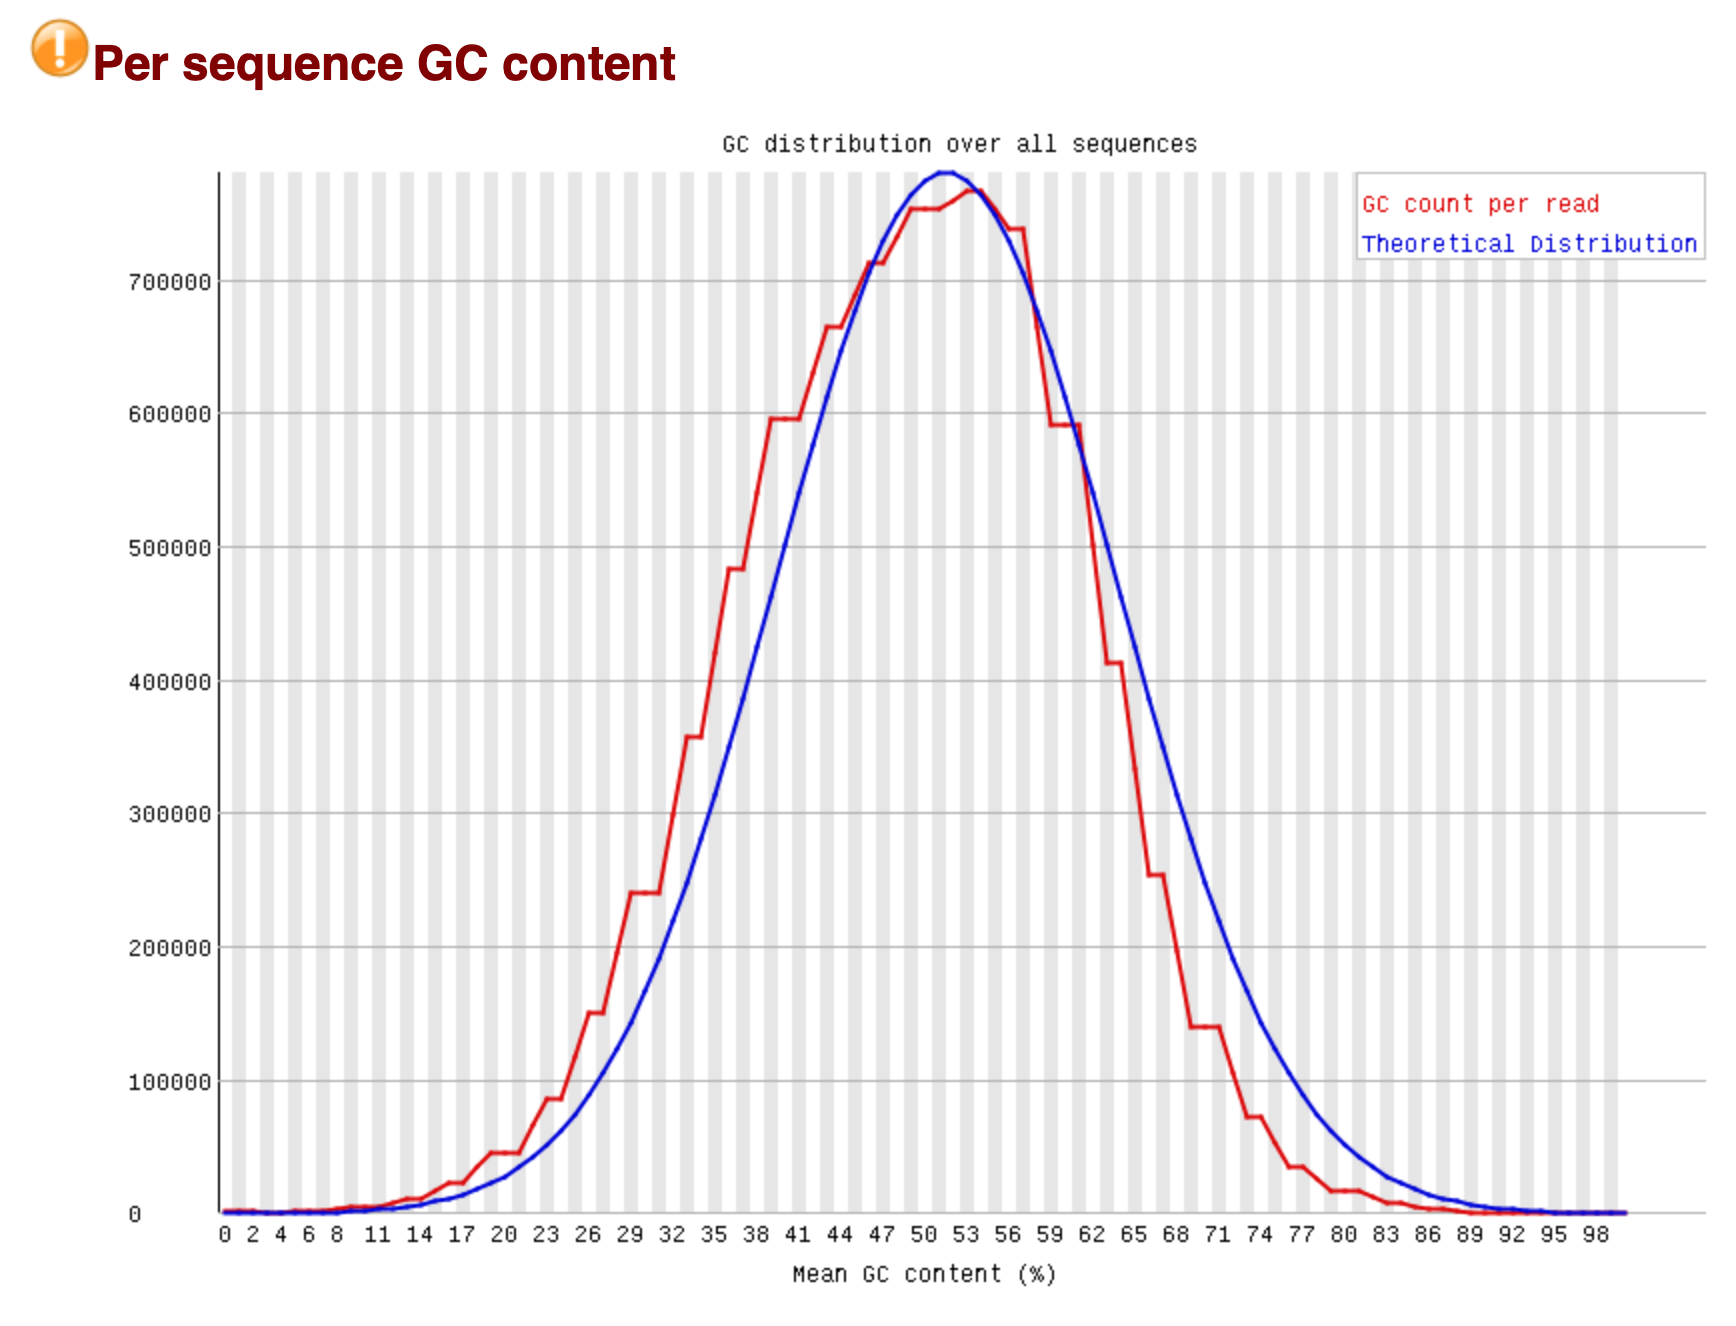 Per sequence GC content
GC distribution over all sequences
GC count per read
Theoretical Distribution
700000
600000
500000
400000
300000
200000
100000
0
0 2 4 6 8 11 14 17 20 23 26 29 32 35 38 41 44 47 50 53 56 59 62 65 68 71 74 77 80 83 86 89 92 95 98
Mean GC content (%)